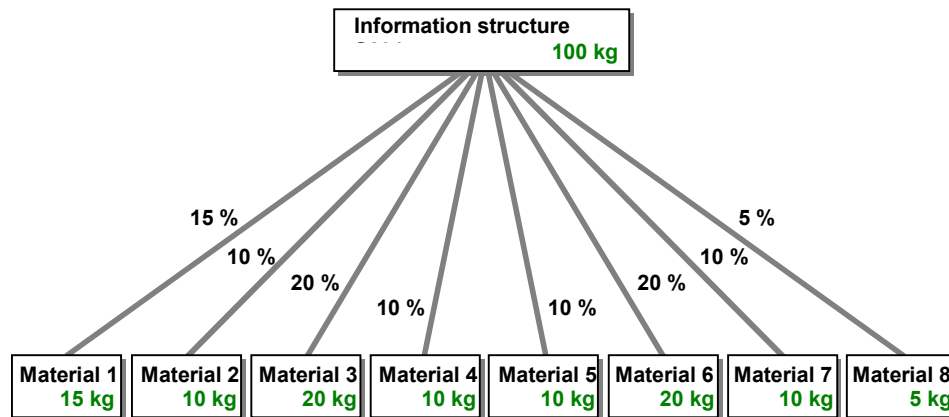 Information structure
100 kg
15 %
5 %
10 %
10 %
20 %
20 %
10 %
10 %
Material 1
15 kg
Material 2
10 kg
Material 3
20 kg
Material 4
10 kg
Material 5
10 kg
Material 6
20 kg
Material 7
10 kg
Material 8
5 kg